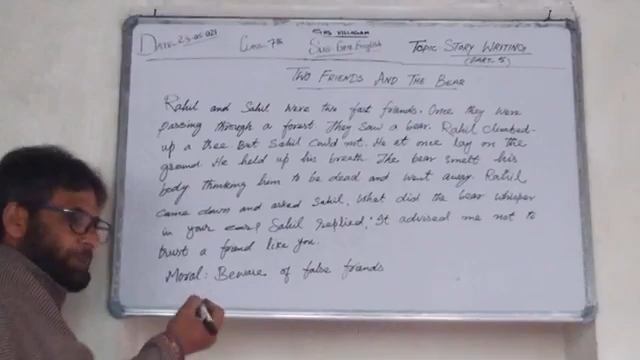 GHS VILLAGAM
DATE: 23-05-021 CLASS. 7th Sub: Gen English TOPIC STORY WRITING
(PART 5)
TWO FRIENDS AND THE BEAR
Rahil and Sahil were two fast friends. Once they were
passing through a forest. They saw a bear. Rahil climbed-
up a tree But Sahil could not. He at once lay on the
ground. He held up his breath. The bear smelt his
body thinking him to be dead and went away. Rahil
came down and asked Sahil, What did the bear whisper
in your ear? Sahil replied, "It advised me not to
trust a friend like you.
Moral: Beware of false friends